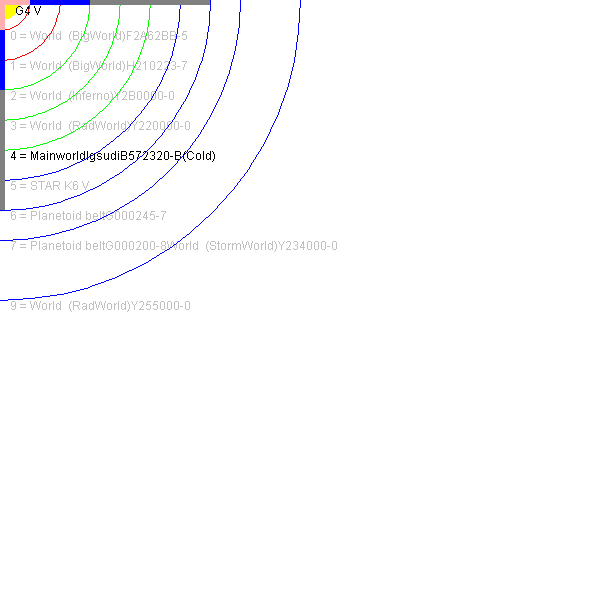 G4 V
0 = World  (BigWorld)F2A62BB-5
1 = World  (BigWorld)H210223-7
2 = World  (Inferno)Y2B0000-0
3 = World  (RadWorld)Y220000-0
4 = MainworldIgsudiB572320-B(Cold)
5 = STAR K6 V
6 = Planetoid beltG000245-7
7 = Planetoid beltG000200-8World  (StormWorld)Y234000-0
9 = World  (RadWorld)Y255000-0